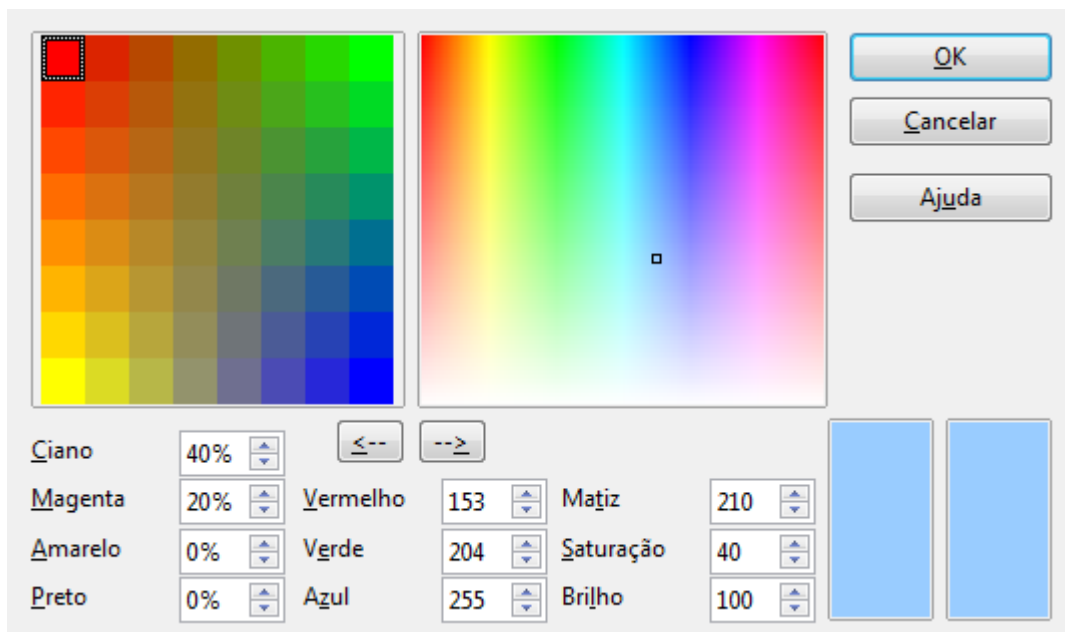 OK
Cancelar
Ajuda
<-- -->
Ciano 40%
Magenta 20% Vermelho 153 Matiz 210
Amarelo 0% Verde 204 Saturação 40
Preto 0% Azul 255 Brilho 100